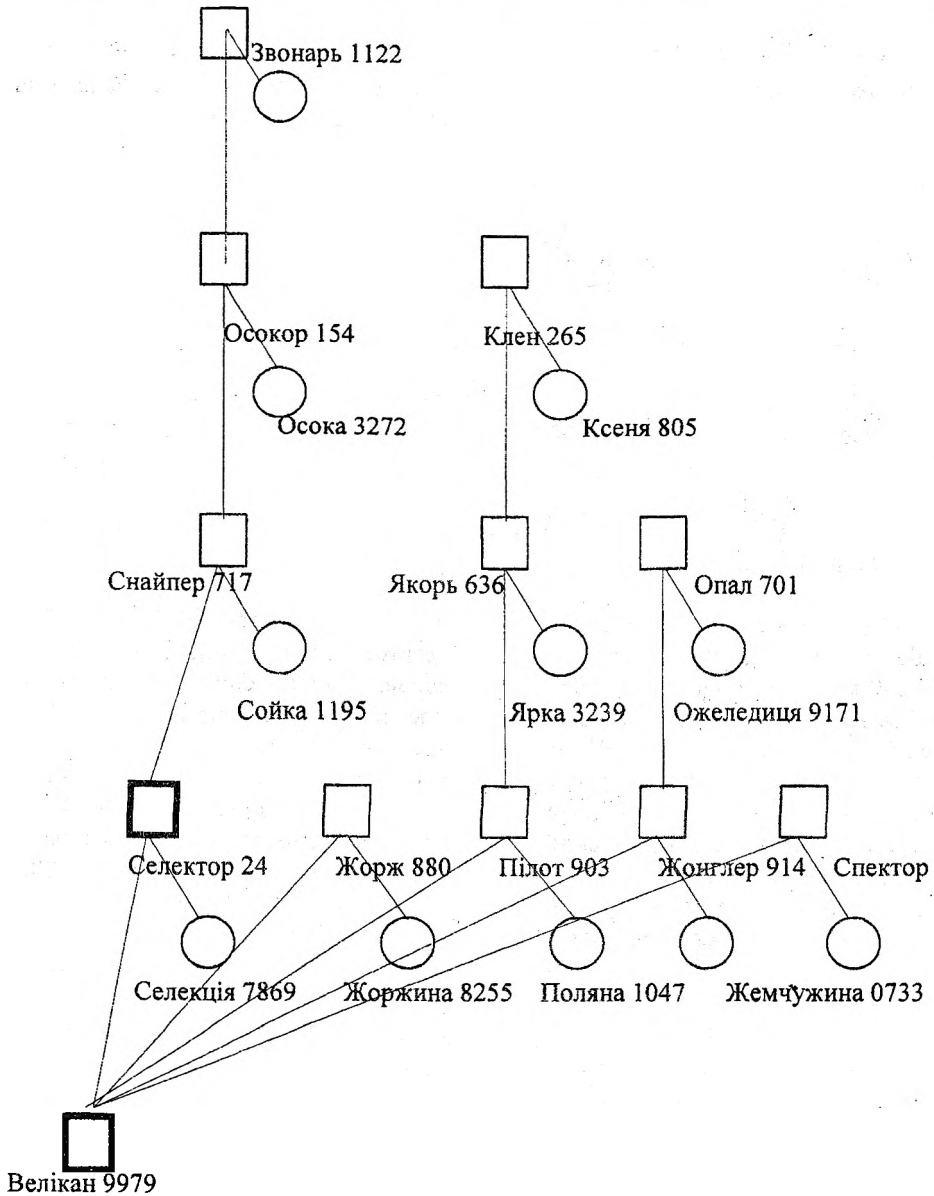 Звонарь 1122
Осокор 154
Клен 265
Осока 3272
Ксеня 805
Снайпер 717
Якорь 636
Опал 701
Сойка 1195
Ярка 3239
Ожеледиця 9171
Селектор 24
Жорж 880
Пілот 903
Жонглер 914
Спектор
Селекція 7869
Жоржина 8255
Поляна 1047
Жемчужина 0733
Велікан 9979